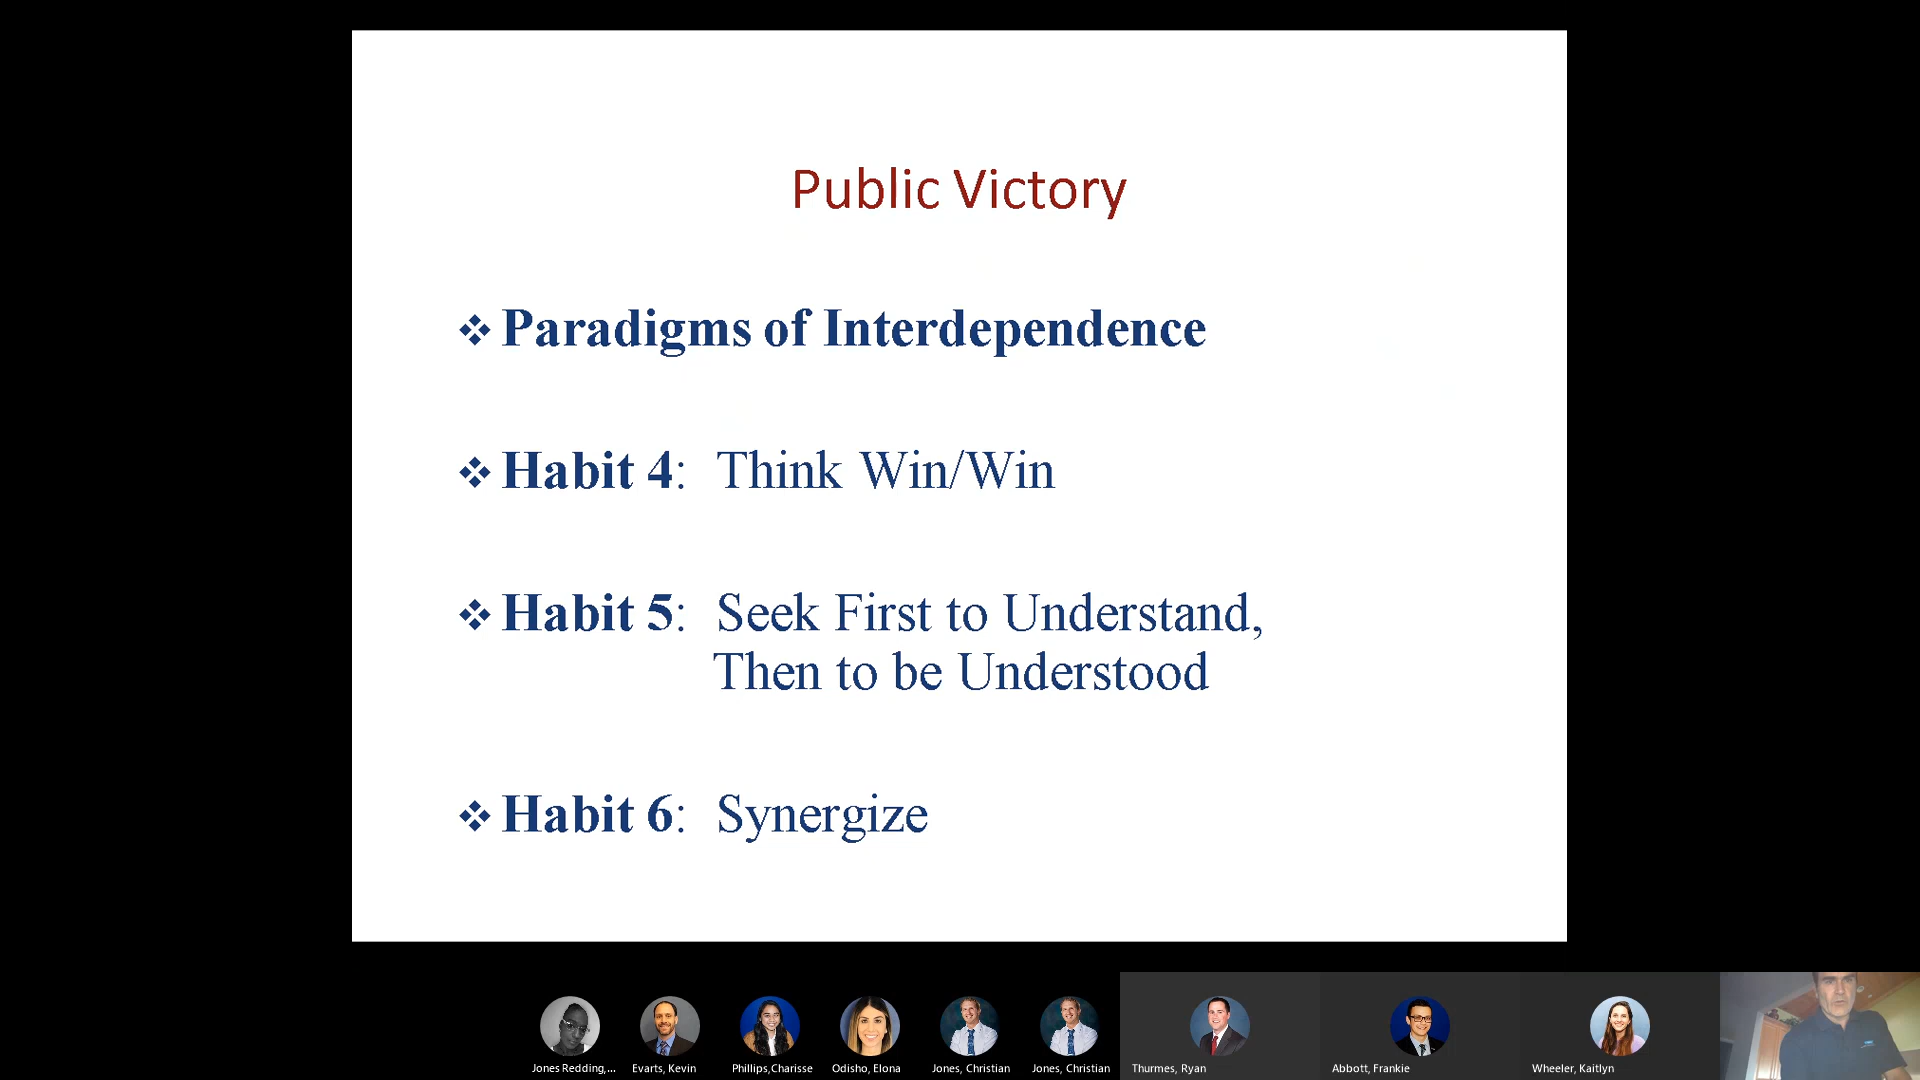 Public Victory
❖ Paradigms of Interdependence
❖ Habit 4: Think Win/Win
❖ Habit 5: Seek First to Understand,
Then to be Understood
❖ Habit 6: Synergize
Jones Redding,...
Evarts, Kevin
Phillips,Charisse
Odisho, Elona
Jones, Christian
Jones, Christian
Thurmes, Ryan
Abbott, Frankie
Wheeler, Kaitlyn